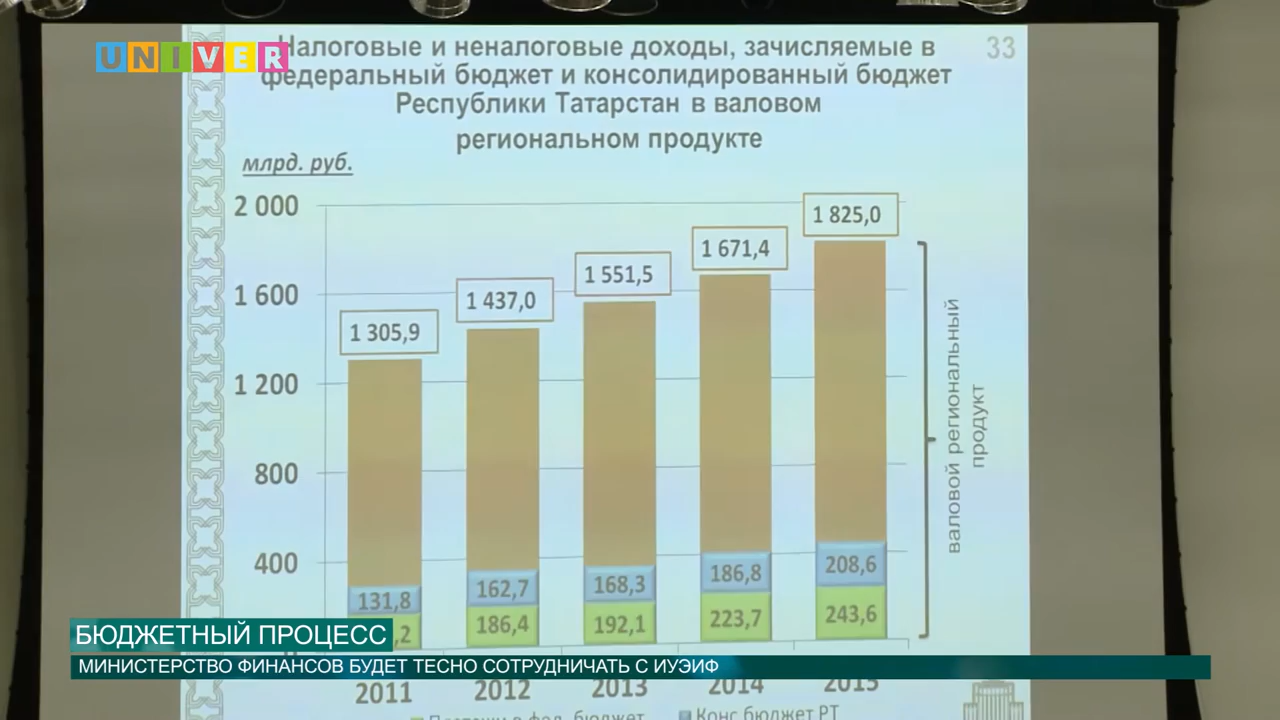 UNIVER
Налоговые и неналоговые доходы, зачисляемые в
федеральный бюджет и консолидированный бюджет
Республики Татарстан в валовом
региональном продукте
33
млрд. руб.
2 000
1 600
1 200
800
400
1 305,9
1 437,0
1 551,5
1 671,4
1 825,0
131,8
162,7
168,3
186,8
208,6
,2
186,4
192,1
223,7
243,6
валовой региональный
продукт
2011
2012
2013
2014
2015
бюджет
Конс бюджет РТ
БЮДЖЕТНЫЙ ПРОЦЕСС
МИНИСТЕРСТВО ФИНАНСОВ БУДЕТ ТЕСНО СОТРУДНИЧАТЬ С ИУЭИФ